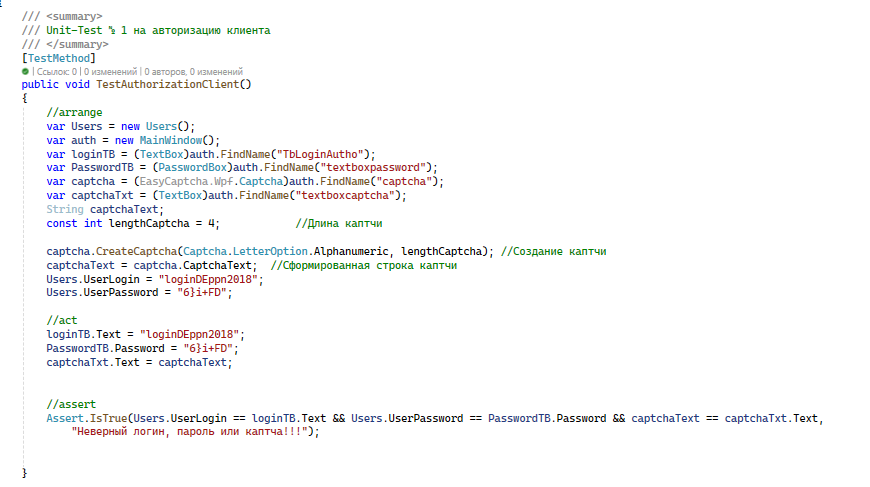 /// <summary>
/// Unit-Test № 1 на авторизацию клиента
/// </summary>
[TestMethod]
| Ссылок: 0 | 0 изменений | 0 авторов, 0 изменений
public void TestAuthorizationClient()
{
//arrange
var Users = new Users();
var auth = new MainWindow();
var loginTB = (TextBox)auth.FindName("TbLoginAutho");
var PasswordTB = (PasswordBox)auth.FindName("textboxpassword");
var captcha = (EasyCaptcha.Wpf.Captcha)auth.FindName("captcha");
var captchaTxt = (TextBox)auth.FindName("textboxcaptcha");
String captchaText;
const int lengthCaptcha = 4; //Длина каптчи
captcha.CreateCaptcha(Captcha.LetterOption.Alphanumeric, lengthCaptcha); //Создание каптчи
captchaText = captcha.CaptchaText; //Сформированная строка каптчи
Users.UserLogin = "loginDEppn2018";
Users.UserPassword = "6}i+FD";
//act
loginTB.Text = "loginDEppn2018";
PasswordTB.Password = "6}i+FD";
captchaTxt.Text = captchaText;
//assert
Assert.IsTrue(Users.UserLogin == loginTB.Text && Users.UserPassword == PasswordTB.Password && captchaText == captchaTxt.Text,
"Неверный логин, пароль или каптча!!!");
}